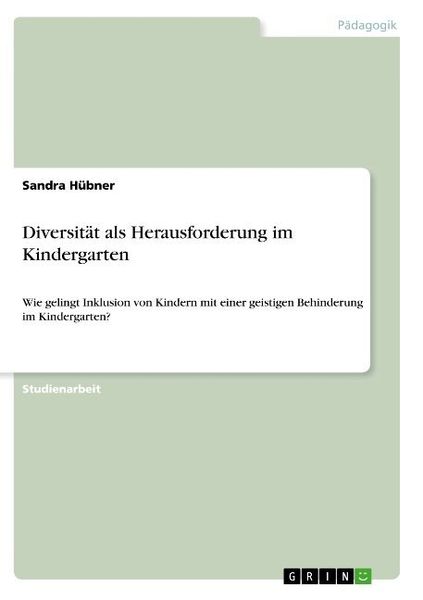 Pädagogik
Sandra Hübner
Diversität als Herausforderung im
Kindergarten
Wie gelingt Inklusion von Kindern mit einer geistigen Behinderung
im Kindergarten?
Studienarbeit
GRIN